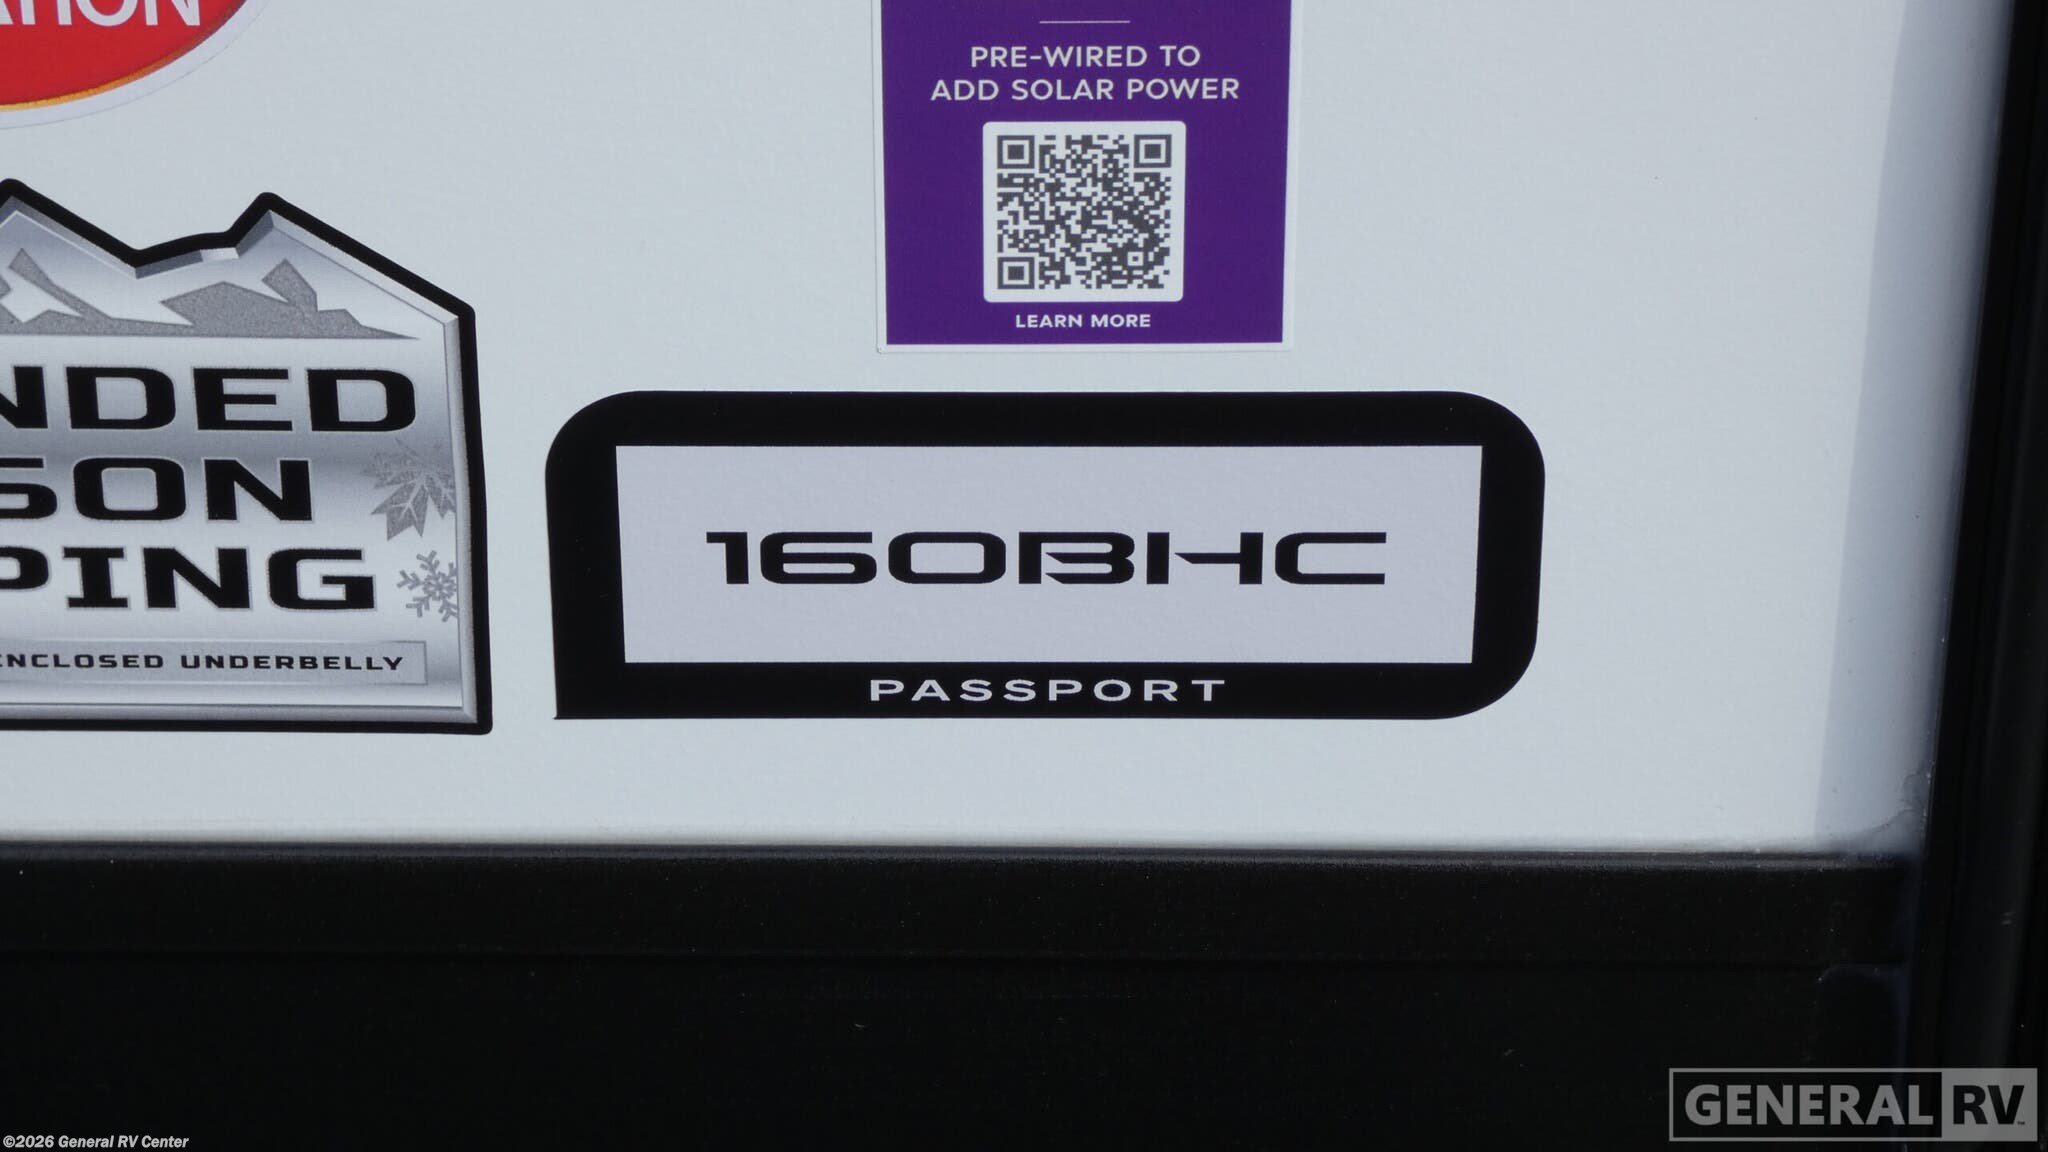 PRE-WIRED TO
ADD SOLAR POWER
LEARN MORE
NDED
SON
PING
ENCLOSED UNDERBELLY
160BHC
PASSPORT
GENERAL RV
©2026 General RV Center